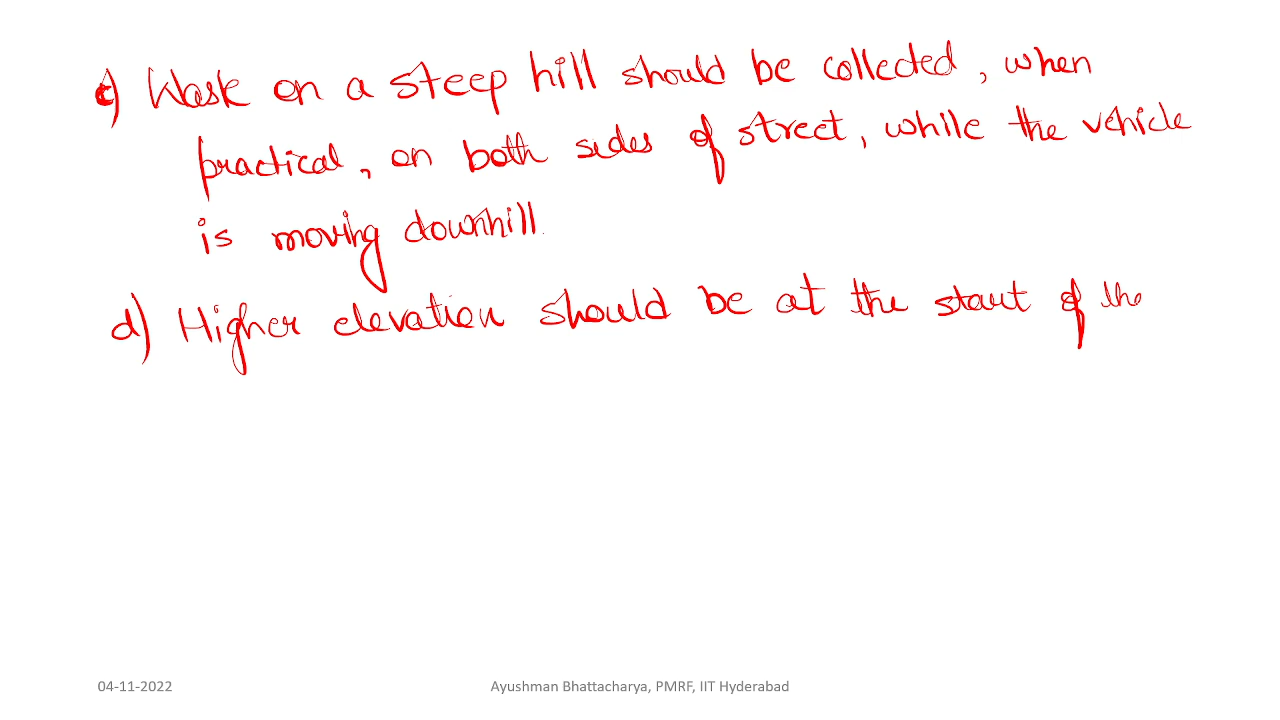 c) Waste on a steep hill should be collected, when
practical, on both sides of street, while the vehicle
is moving downhill.
d) Higher elevation should be at the start of the
04-11-2022 Ayushman Bhattacharya, PMRF, IIT Hyderabad